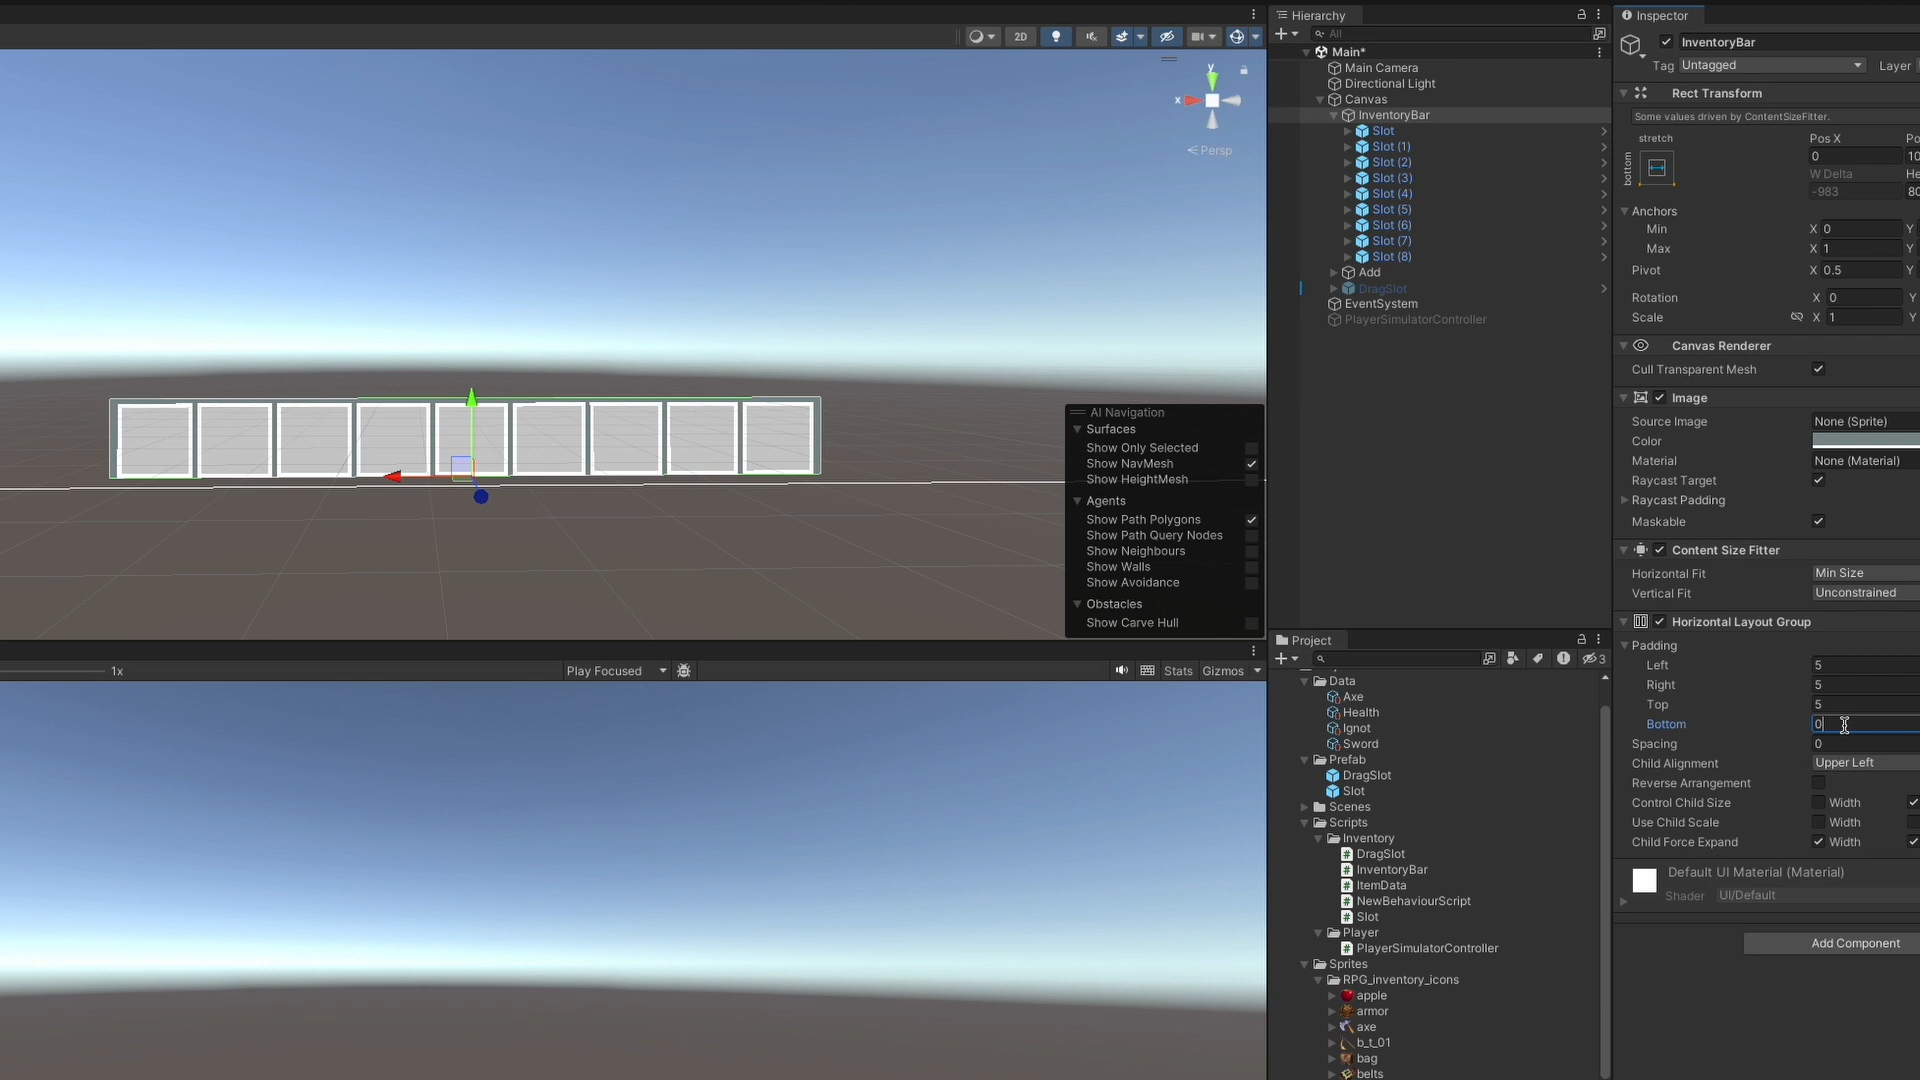 2D
y
x
Persp
AI Navigation
Surfaces
Show Only Selected
Show NavMesh
Show HeightMesh
Agents
Show Path Polygons
Show Path Query Nodes
Show Neighbours
Show Walls
Show Avoidance
Obstacles
Show Carve Hull
1x
Play Focused
Stats
Gizmos
Hierarchy
All
Main*
Main Camera
Directional Light
Canvas
InventoryBar
Slot
Slot (1)
Slot (2)
Slot (3)
Slot (4)
Slot (5)
Slot (6)
Slot (7)
Slot (8)
Add
DragSlot
EventSystem
PlayerSimulatorController
Project
3
Data
Axe
Health
Ignot
Sword
Prefab
DragSlot
Slot
Scenes
Scripts
Inventory
DragSlot
InventoryBar
ItemData
NewBehaviourScript
Slot
Player
PlayerSimulatorController
Sprites
RPG_inventory_icons
apple
armor
axe
b_t_01
bag
belts
Inspector
InventoryBar
Tag Untagged Layer
Rect Transform
Some values driven by ContentSizeFitter.
stretch Pos X Po
bottom 0 10
W Delta He
-983 80
Anchors
Min X 0 Y
Max X 1 Y
Pivot X 0.5 Y
Rotation X 0 Y
Scale X 1 Y
Canvas Renderer
Cull Transparent Mesh
Image
Source Image None (Sprite)
Color
Material None (Material)
Raycast Target
Raycast Padding
Maskable
Content Size Fitter
Horizontal Fit Min Size
Vertical Fit Unconstrained
Horizontal Layout Group
Padding
Left 5
Right 5
Top 5
Bottom 0
Spacing 0
Child Alignment Upper Left
Reverse Arrangement
Control Child Size Width
Use Child Scale Width
Child Force Expand Width
Default UI Material (Material)
Shader UI/Default
Add Component